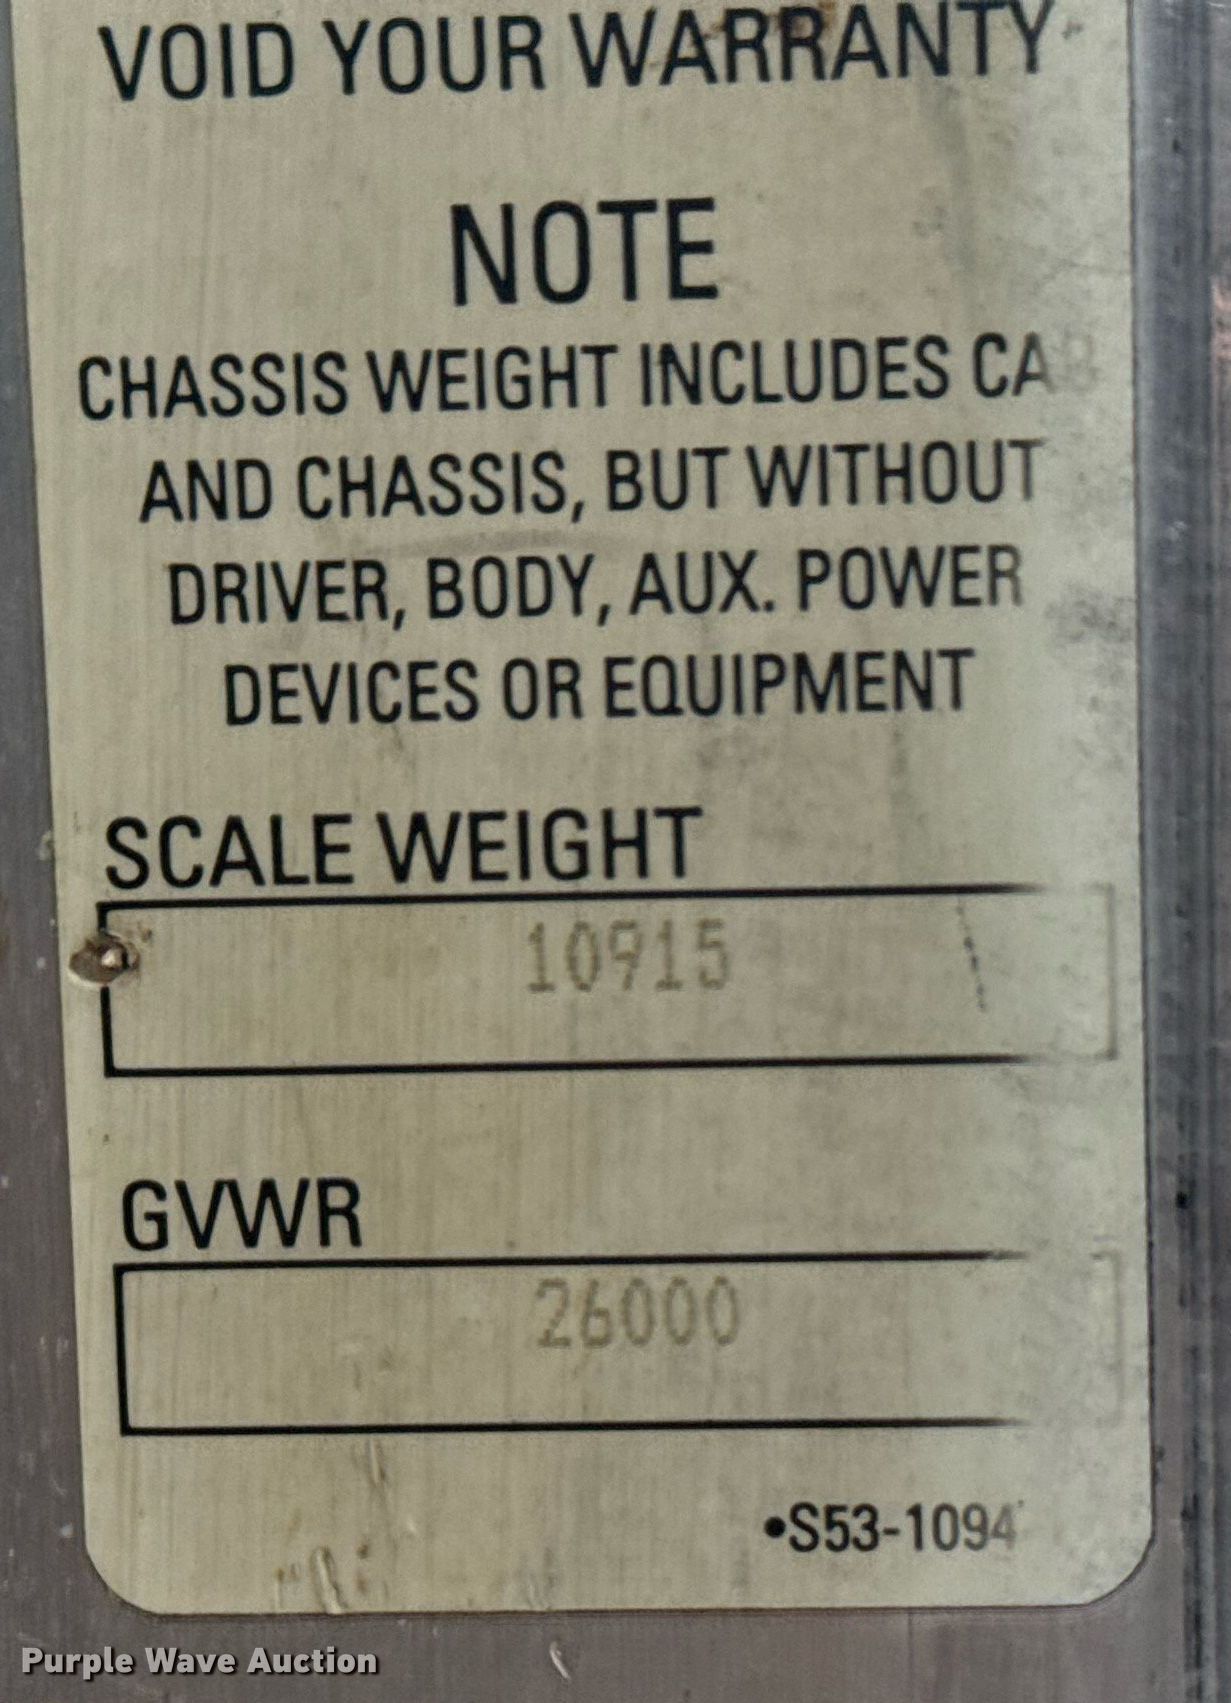 VOID YOUR WARRANTY
NOTE
CHASSIS WEIGHT INCLUDES CAB
AND CHASSIS, BUT WITHOUT
DRIVER, BODY, AUX. POWER
DEVICES OR EQUIPMENT
SCALE WEIGHT
10915
GVWR
26000
•S53-1094
Purple Wave Auction